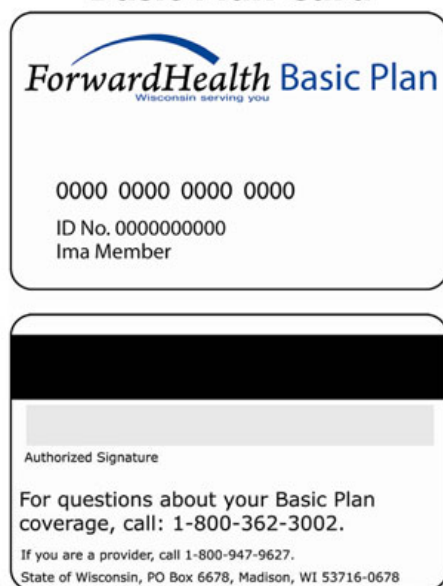 ForwardHealth Basic Plan
Wisconsin serving you
0000 0000 0000 0000
ID No. 0000000000
Ima Member
Authorized Signature
For questions about your Basic Plan
coverage, call: 1-800-362-3002.
If you are a provider, call 1-800-947-9627.
State of Wisconsin, PO Box 6678, Madison, WI 53716-0678